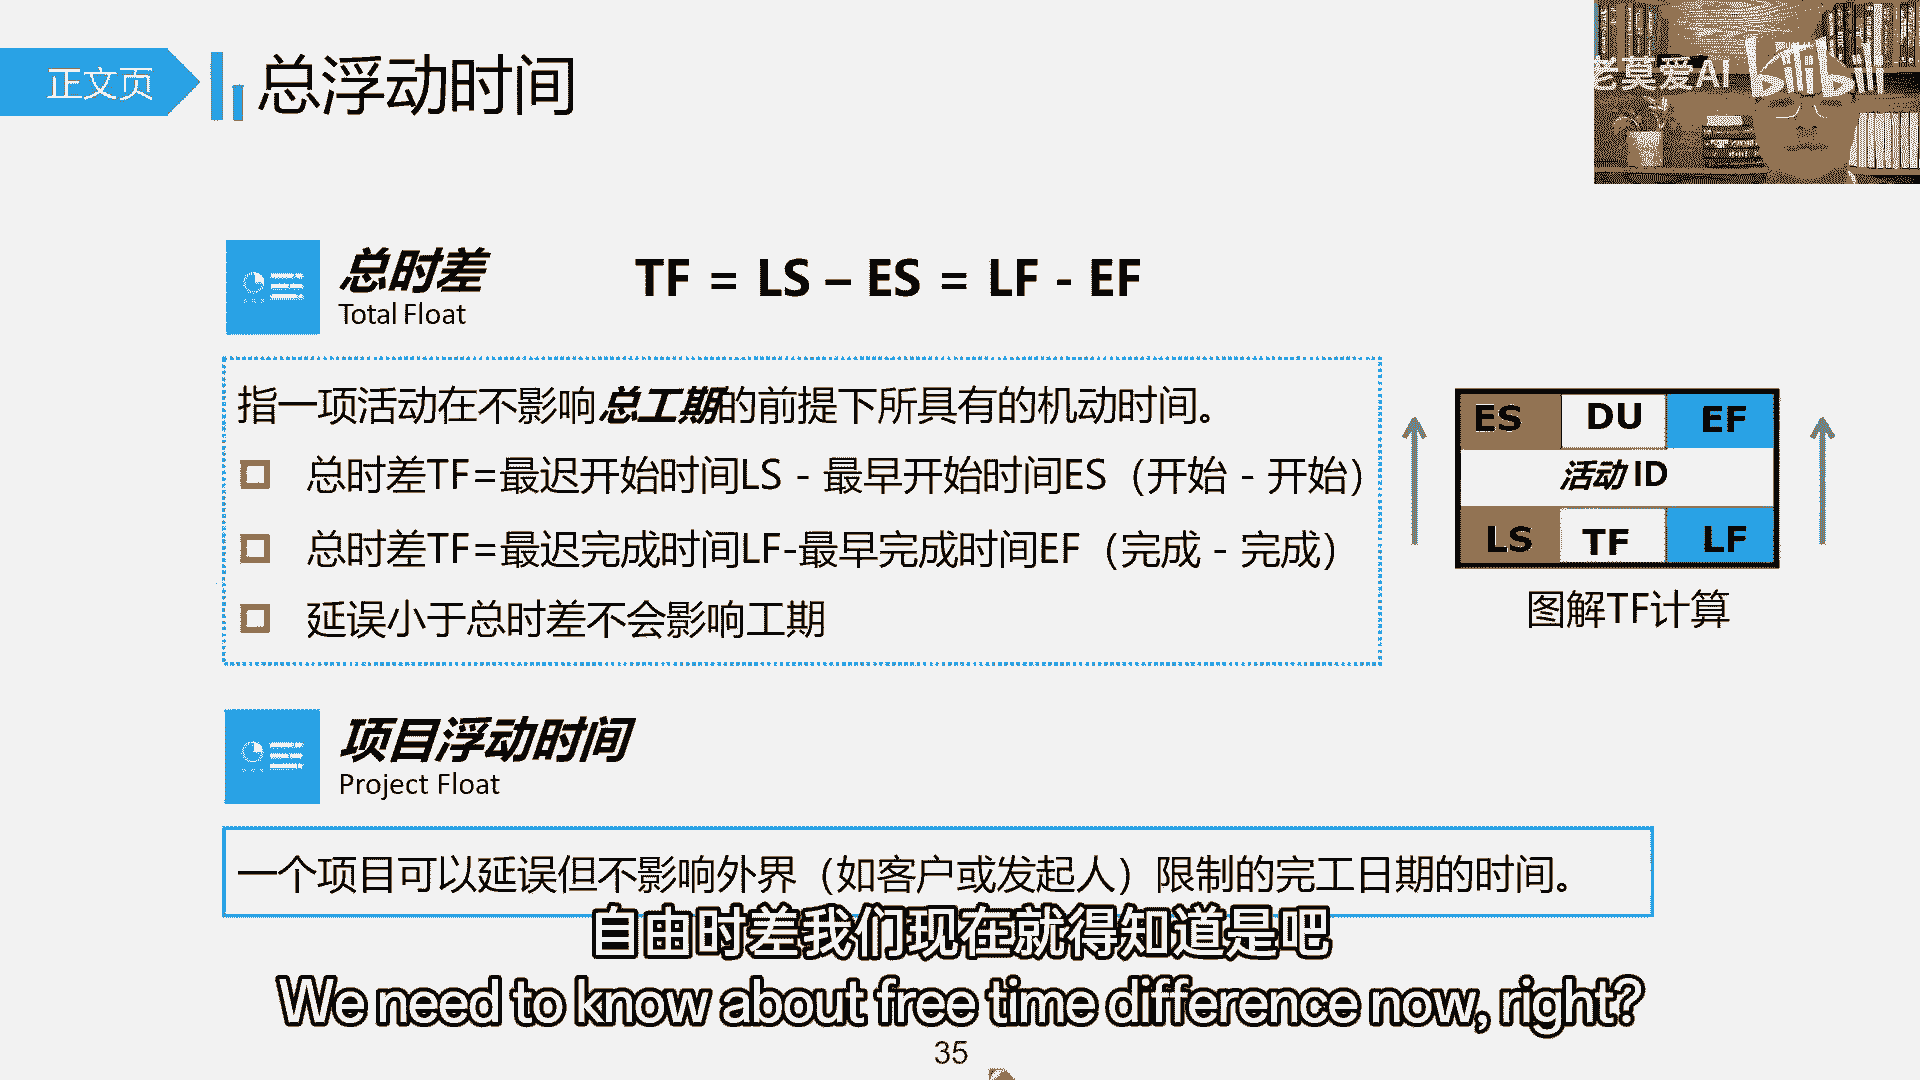 正文页
总浮动时间
老莫爱AI
bilibili
总时差
Total Float
TF = LS – ES = LF - EF
指一项活动在不影响总工期的前提下所具有的机动时间。
总时差TF=最迟开始时间LS - 最早开始时间ES（开始 - 开始）
总时差TF=最迟完成时间LF-最早完成时间EF（完成 - 完成）
延误小于总时差不会影响工期
ES DU EF
活动 ID
LS TF LF
图解TF计算
项目浮动时间
Project Float
一个项目可以延误但不影响外界（如客户或发起人）限制的完工日期的时间。
自由时差我们现在就得知道是吧
We need to know about free time difference now, right?
35